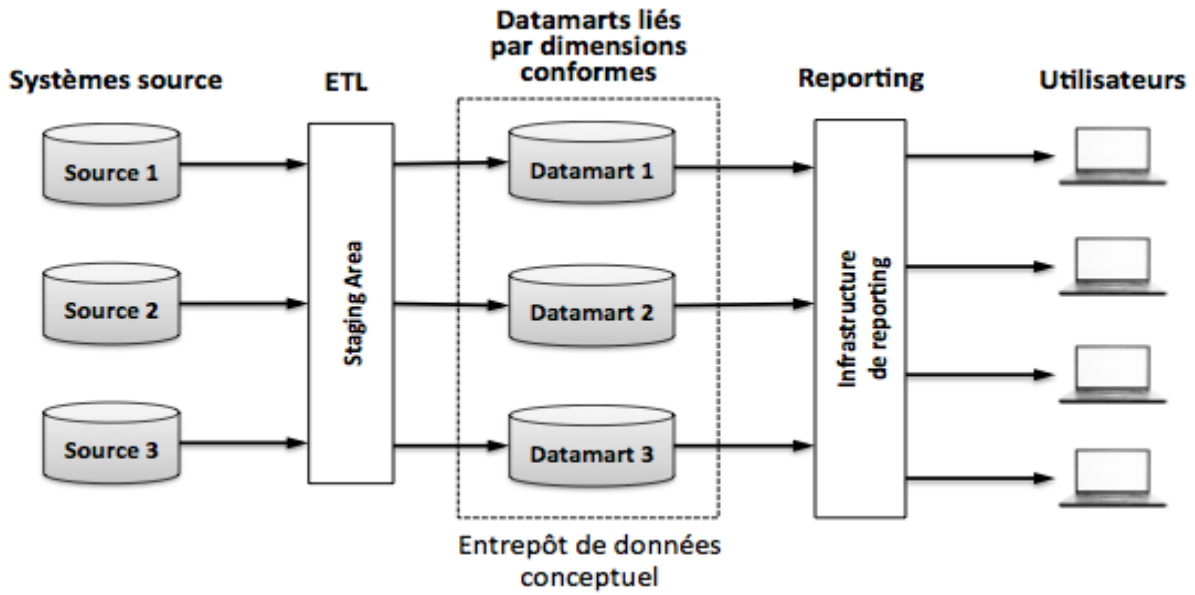 Systèmes source
ETL
Datamarts liés
par dimensions
conformes
Reporting
Utilisateurs
Source 1
Source 2
Source 3
Staging Area
Datamart 1
Datamart 2
Datamart 3
Infrastructure
de reporting
Entrepôt de données
conceptuel